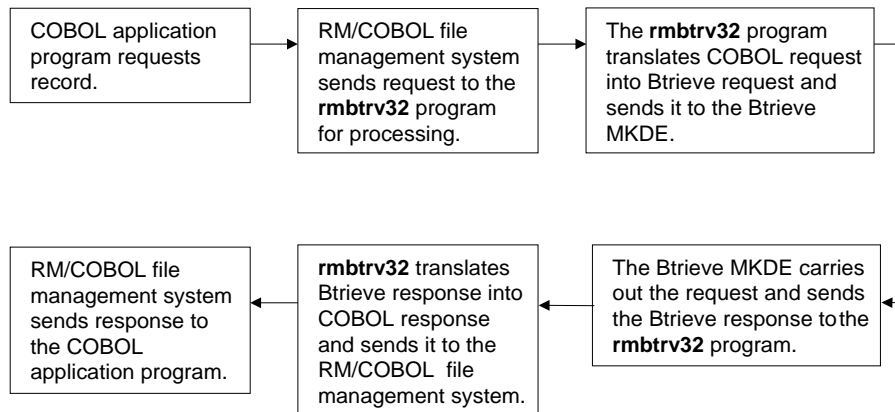 COBOL application
program requests
record.
RM/COBOL file
management system
sends request to the
rmbtrv32 program
for processing.
The rmbtrv32 program
translates COBOL request
into Btrieve request and
sends it to the Btrieve
MKDE.
The Btrieve MKDE carries
out the request and sends
the Btrieve response to the
rmbtrv32 program.
rmbtrv32 translates
Btrieve response into
COBOL response
and sends it to the
RM/COBOL file
management system.
RM/COBOL file
management system
sends response to
the COBOL
application program.